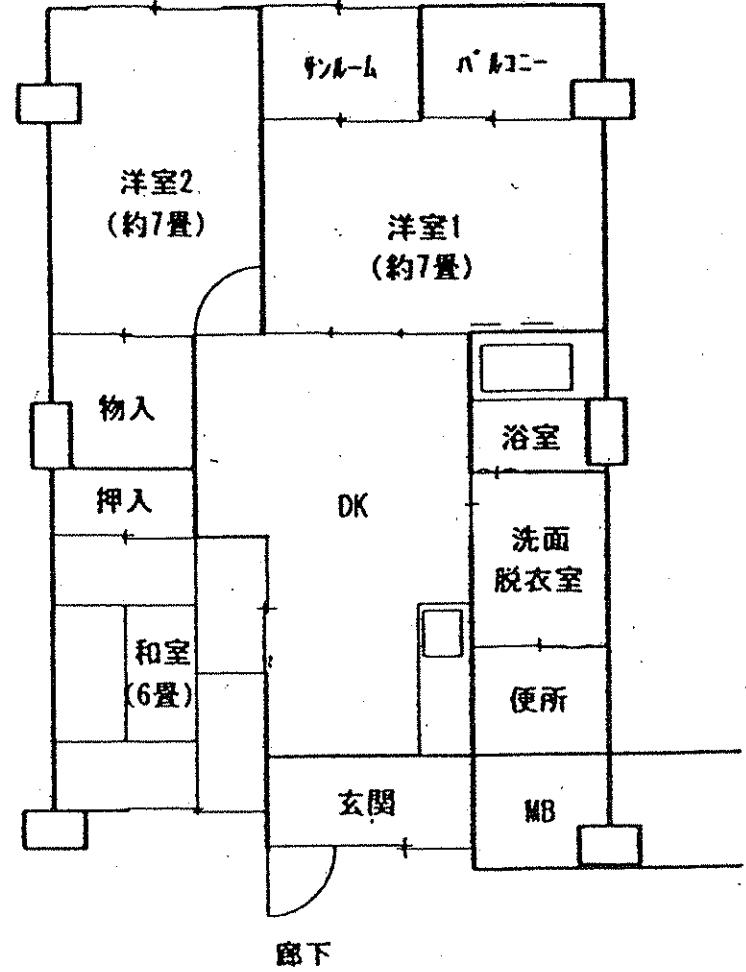 サンルーム
バルコニー
洋室2
(約7畳)
洋室1
(約7畳)
物入
浴室
押入
DK
洗面
脱衣室
和室
(6畳)
便所
玄関
MB
廊下